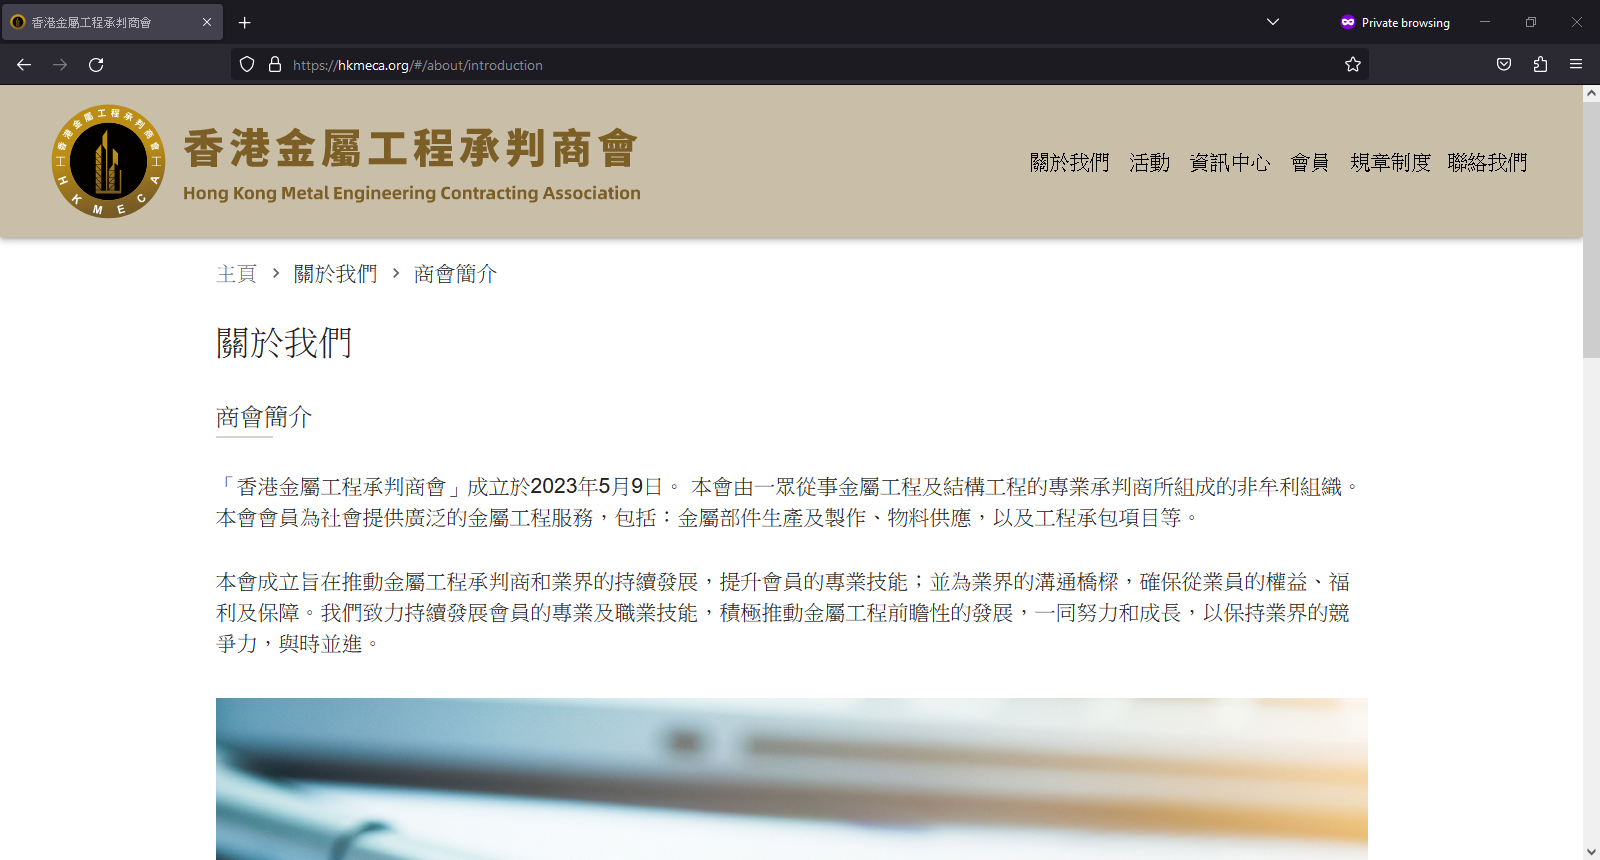 香港金屬工程承判商會
Private browsing
https://hkmeca.org/#/about/introduction
香港金屬工程承判商會
HKMECA
香港金屬工程承判商會
Hong Kong Metal Engineering Contracting Association
關於我們 活動 資訊中心 會員 規章制度 聯絡我們
主頁 > 關於我們 > 商會簡介
關於我們
商會簡介
「香港金屬工程承判商會」成立於2023年5月9日。 本會由一眾從事金屬工程及結構工程的專業承判商所組成的非牟利組織。
本會會員為社會提供廣泛的金屬工程服務，包括：金屬部件生產及製作、物料供應，以及工程承包項目等。
本會成立旨在推動金屬工程承判商和業界的持續發展，提升會員的專業技能；並為業界的溝通橋樑，確保從業員的權益、福
利及保障。我們致力持續發展會員的專業及職業技能，積極推動金屬工程前瞻性的發展，一同努力和成長，以保持業界的競
爭力，與時並進。